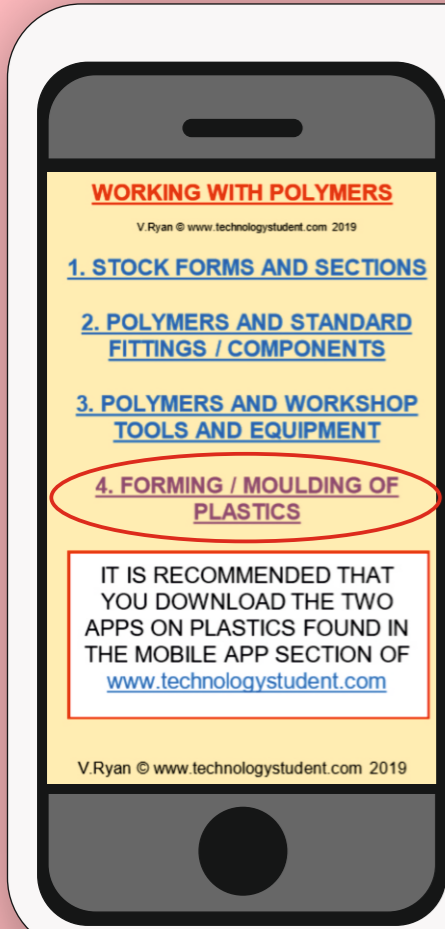 WORKING WITH POLYMERS
V.Ryan © www.technologystudent.com 2019
1. STOCK FORMS AND SECTIONS
2. POLYMERS AND STANDARD
FITTINGS / COMPONENTS
3. POLYMERS AND WORKSHOP
TOOLS AND EQUIPMENT
4. FORMING / MOULDING OF
PLASTICS
IT IS RECOMMENDED THAT
YOU DOWNLOAD THE TWO
APPS ON PLASTICS FOUND IN
THE MOBILE APP SECTION OF
www.technologystudent.com
V.Ryan © www.technologystudent.com 2019